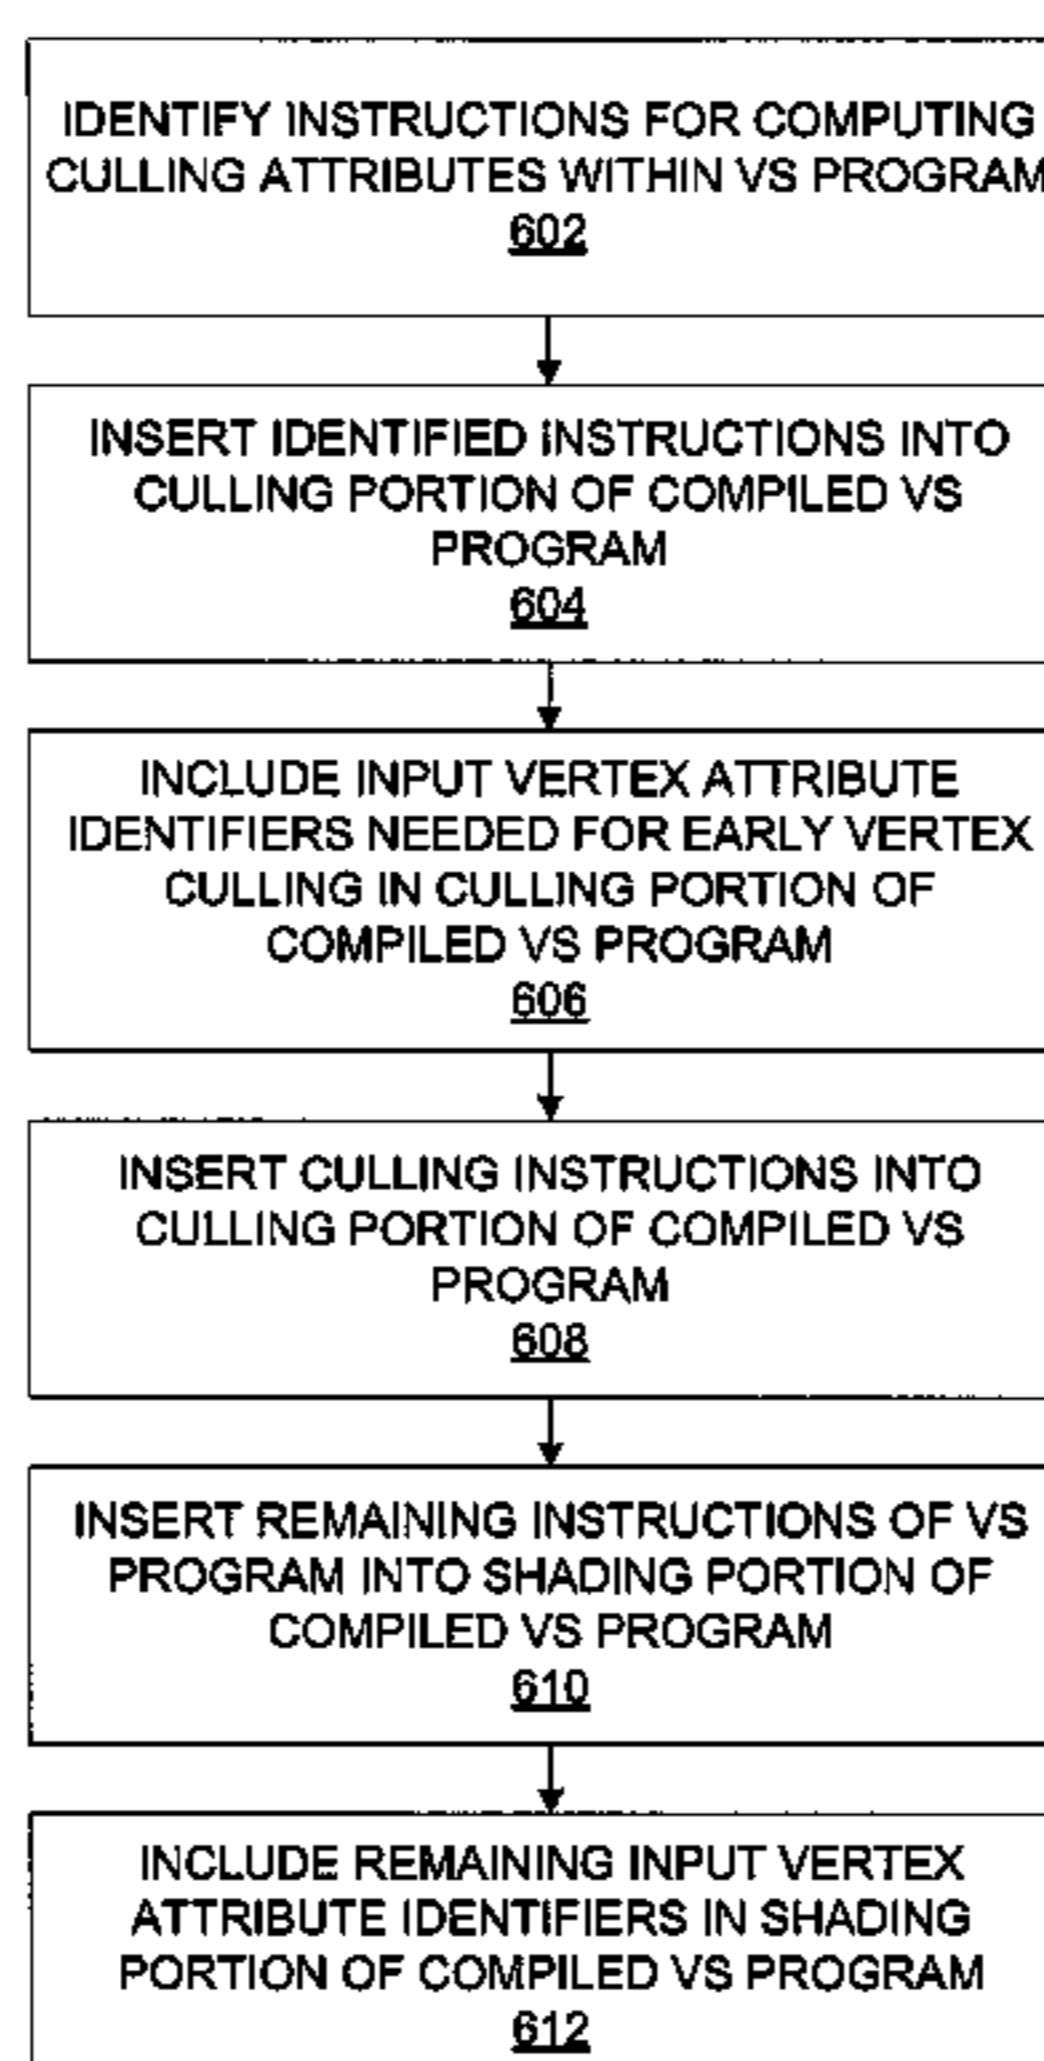 IDENTIFY INSTRUCTIONS FOR COMPUTING
CULLING ATTRIBUTES WITHIN VS PROGRAM
602
INSERT IDENTIFIED INSTRUCTIONS INTO
CULLING PORTION OF COMPILED VS
PROGRAM
604
INCLUDE INPUT VERTEX ATTRIBUTE
IDENTIFIERS NEEDED FOR EARLY VERTEX
CULLING IN CULLING PORTION OF
COMPILED VS PROGRAM
606
INSERT CULLING INSTRUCTIONS INTO
CULLING PORTION OF COMPILED VS
PROGRAM
608
INSERT REMAINING INSTRUCTIONS OF VS
PROGRAM INTO SHADING PORTION OF
COMPILED VS PROGRAM
610
INCLUDE REMAINING INPUT VERTEX
ATTRIBUTE IDENTIFIERS IN SHADING
PORTION OF COMPILED VS PROGRAM
612